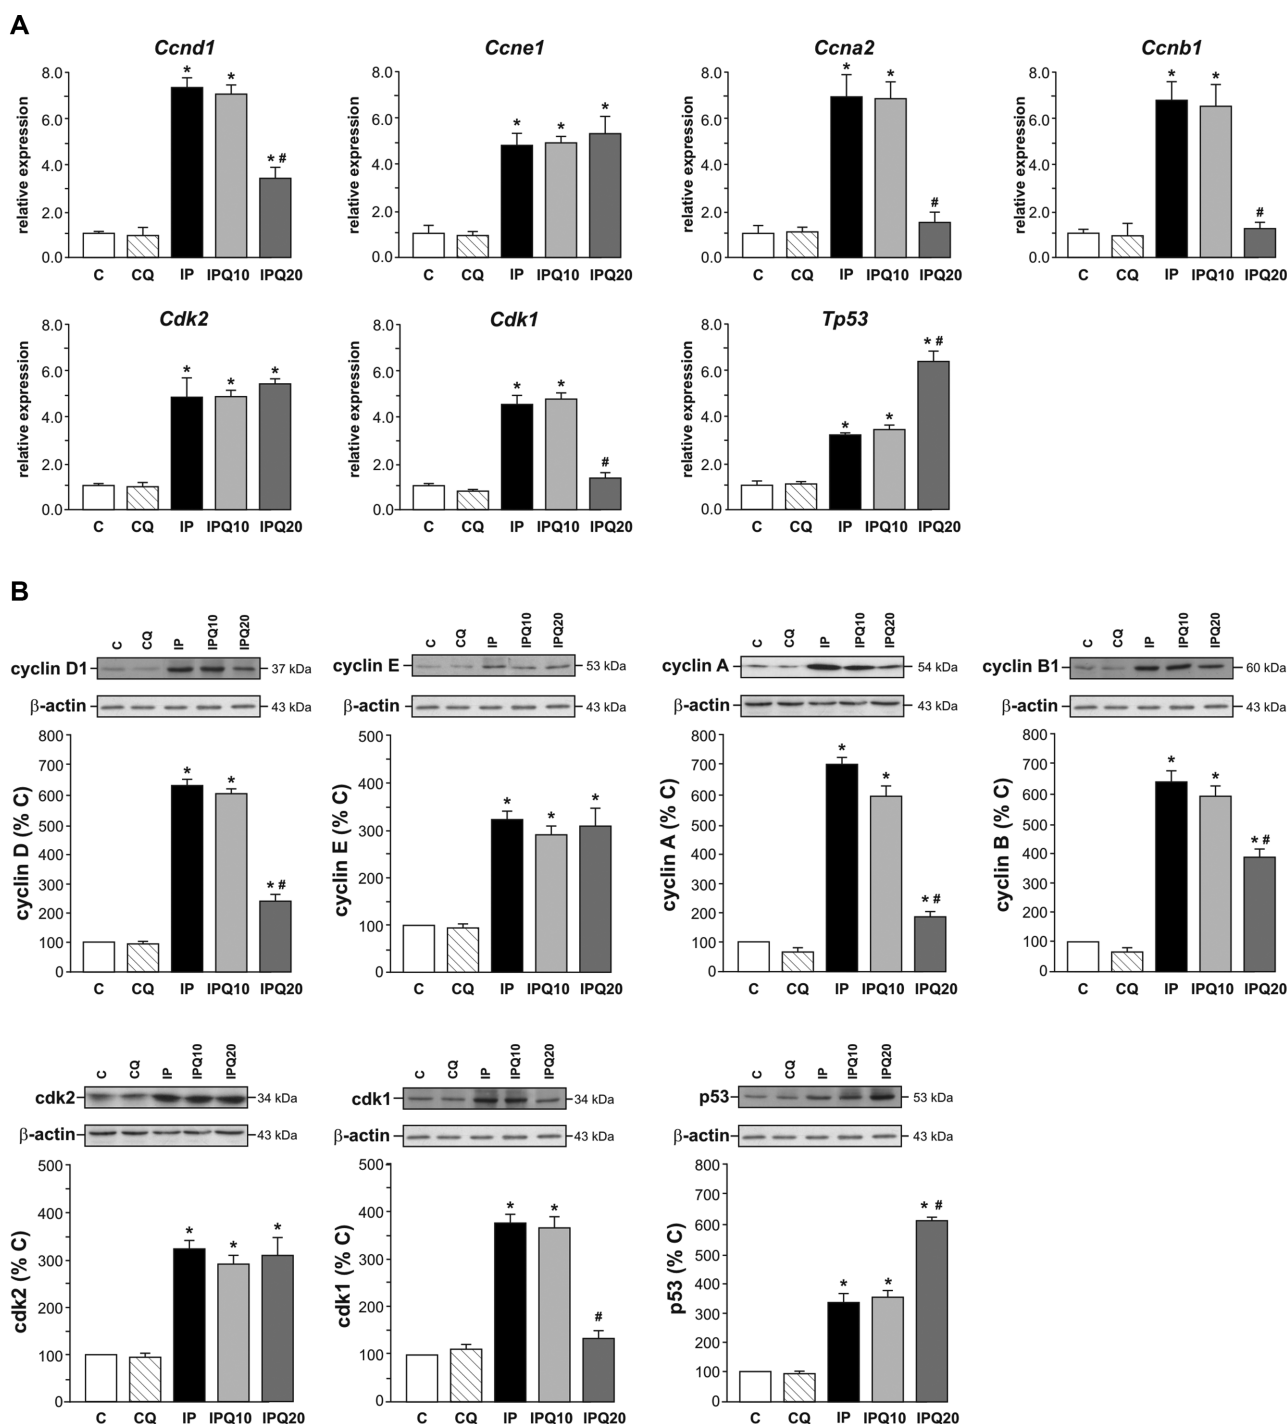 A
Ccnd1
Ccne1
Ccna2
Ccnb1
relative expression
8.0
6.0
4.0
2.0
0.0
* * * #
C CQ IP IPQ10 IPQ20
relative expression
8.0
6.0
4.0
2.0
0.0
* * *
C CQ IP IPQ10 IPQ20
relative expression
8.0
6.0
4.0
2.0
0.0
* * #
C CQ IP IPQ10 IPQ20
relative expression
8.0
6.0
4.0
2.0
0.0
* * #
C CQ IP IPQ10 IPQ20
Cdk2
Cdk1
Tp53
relative expression
8.0
6.0
4.0
2.0
0.0
* * *
C CQ IP IPQ10 IPQ20
relative expression
8.0
6.0
4.0
2.0
0.0
* * #
C CQ IP IPQ10 IPQ20
relative expression
8.0
6.0
4.0
2.0
0.0
* * * #
C CQ IP IPQ10 IPQ20
B
C CQ IP IPQ10 IPQ20
cyclin D1 37 kDa
β-actin 43 kDa
cyclin D (% C)
800
700
600
500
400
300
200
100
0
* * * #
C CQ IP IPQ10 IPQ20
C CQ IP IPQ10 IPQ20
cyclin E 53 kDa
β-actin 43 kDa
cyclin E (% C)
500
400
300
200
100
0
* * *
C CQ IP IPQ10 IPQ20
C CQ IP IPQ10 IPQ20
cyclin A 54 kDa
β-actin 43 kDa
cyclin A (% C)
800
700
600
500
400
300
200
100
0
* * * #
C CQ IP IPQ10 IPQ20
C CQ IP IPQ10 IPQ20
cyclin B1 60 kDa
β-actin 43 kDa
cyclin B (% C)
800
700
600
500
400
300
200
100
0
* * * #
C CQ IP IPQ10 IPQ20
C CQ IP IPQ10 IPQ20
cdk2 34 kDa
β-actin 43 kDa
cdk2 (% C)
500
400
300
200
100
0
* * *
C CQ IP IPQ10 IPQ20
C CQ IP IPQ10 IPQ20
cdk1 34 kDa
β-actin 43 kDa
cdk1 (% C)
500
400
300
200
100
0
* * #
C CQ IP IPQ10 IPQ20
C CQ IP IPQ10 IPQ20
p53 53 kDa
β-actin 43 kDa
p53 (% C)
800
700
600
500
400
300
200
100
0
* * * #
C CQ IP IPQ10 IPQ20